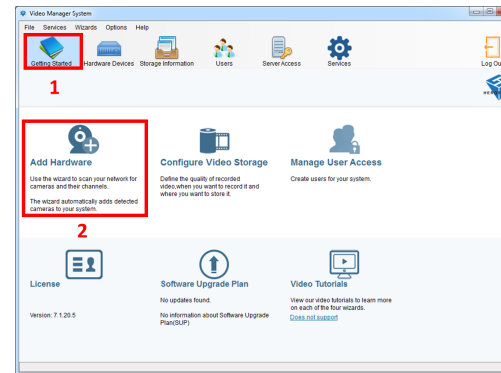 Video Manager System
File Services Wizards Options Help
Getting Started Hardware Devices Storage Information Users Server Access Services Log Ou
1
Add Hardware
Use the wizard to scan your network for
cameras and their channels.
The wizard automatically adds detected
cameras to your system.
2
Configure Video Storage
Define the quality of recorded
video,when you want to record it and
where you want to store it.
Manage User Access
Create users for your system.
License
Version: 7.1.20.5
Software Upgrade Plan
No updates found.
No information about Software Upgrade
Plan(SUP)
Video Tutorials
View our video tutorials to learn more
on each of the four wizards.
Does not support